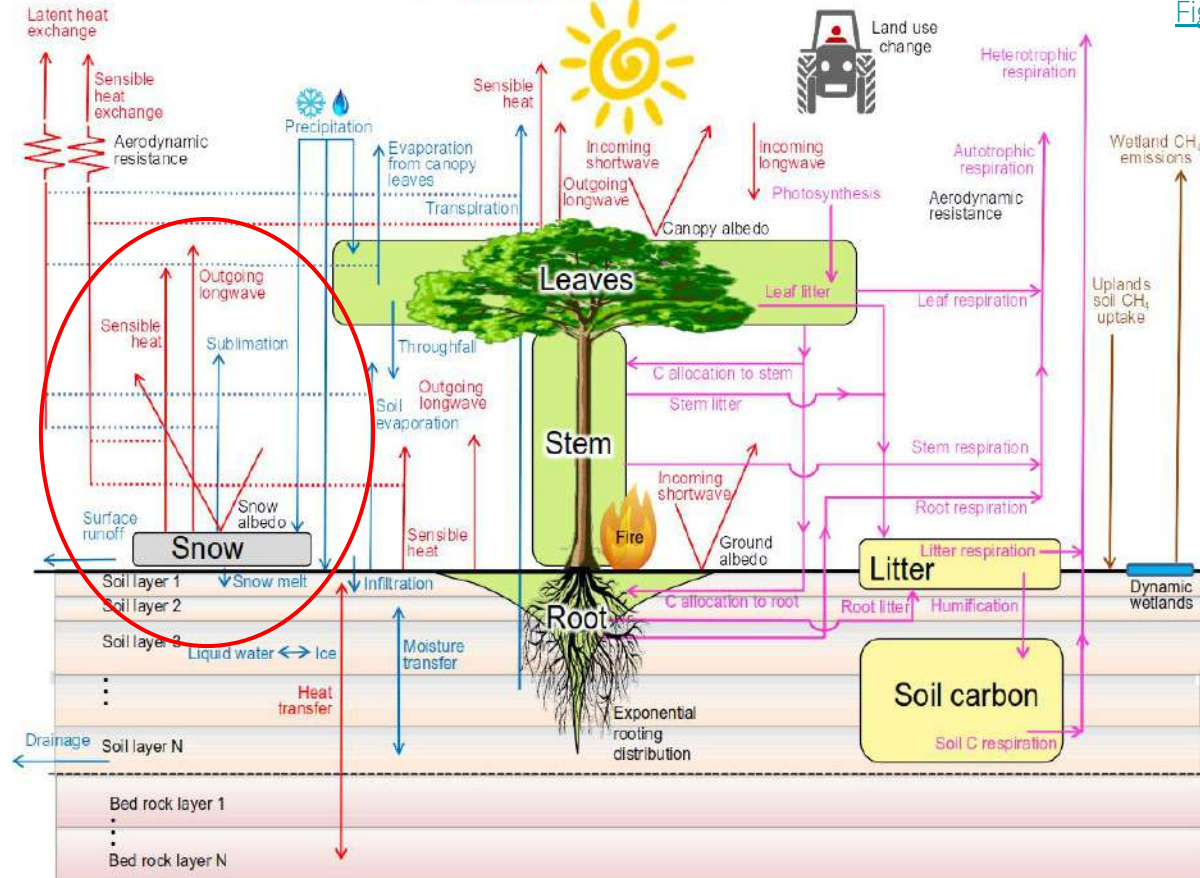 Latent heat
exchange
Sensible
heat
exchange
Aerodynamic
resistance
Precipitation
Evaporation
from canopy
leaves
Transpiration
Sensible
heat
Incoming
shortwave
Outgoing
longwave
Land use
change
Incoming
longwave
Photosynthesis
Canopy albedo
Heterotrophic
respiration
Autotrophic
respiration
Aerodynamic
resistance
Wetland CH4
emissions
Fig
Leaves
Leaf litter
Leaf respiration
Uplands
soil CH4
uptake
Outgoing
longwave
Sensible
heat
Sublimation
Throughfall
Soil
evaporation
Outgoing
longwave
C allocation to stem
Stem litter
Stem
Stem respiration
Incoming
shortwave
Root respiration
Snow
albedo
Surface
runoff
Snow
Sensible
heat
Fire
Ground
albedo
Litter
Litter respiration
Soil layer 1
Snow melt
Infiltration
C allocation to root
Dynamic
wetlands
Soil layer 2
Root
Root litter
Humification
Soil layer 3
Liquid water
Ice
Moisture
transfer
Heat
transfer
Soil carbon
Exponential
rooting
distribution
Soil C respiration
Drainage
Soil layer N
Bed rock layer 1
Bed rock layer N